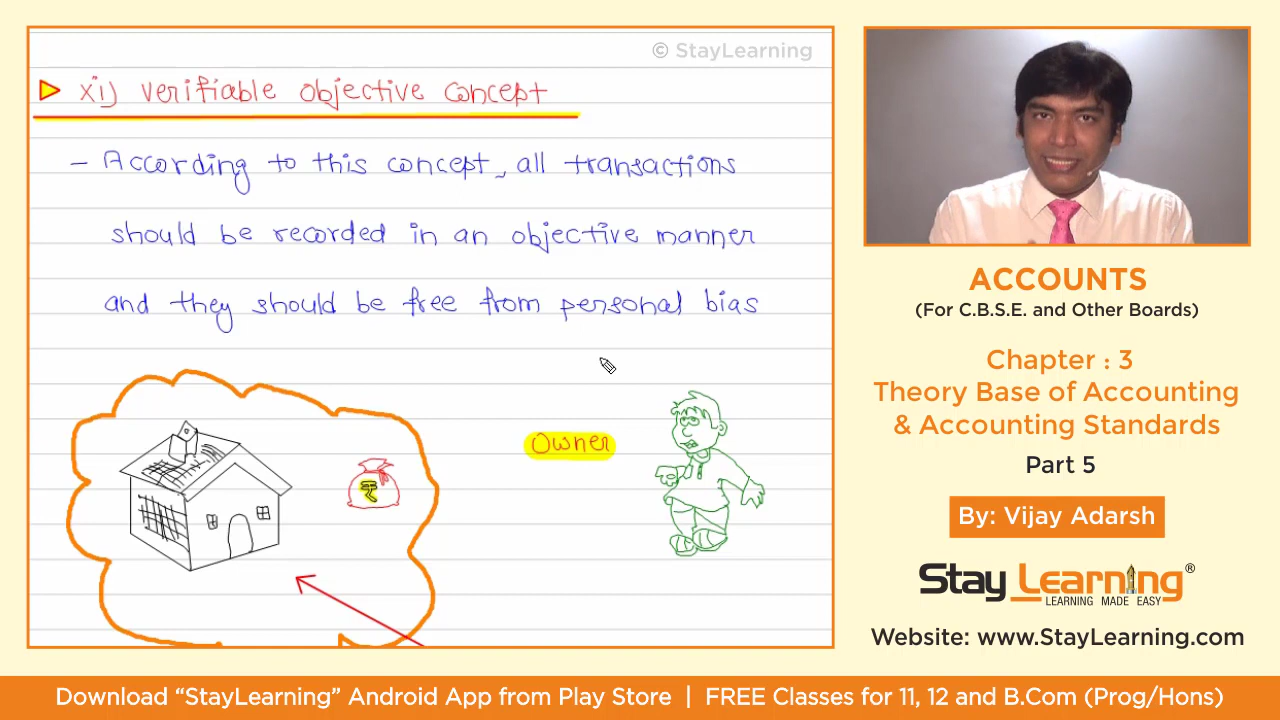 © StayLearning
xi) Verifiable objective concept
- According to this concept, all transactions
should be recorded in an objective manner
and they should be free from personal bias
Owner
₹
ACCOUNTS
(For C.B.S.E. and Other Boards)
Chapter : 3
Theory Base of Accounting
& Accounting Standards
Part 5
By: Vijay Adarsh
Stay Learning®
LEARNING MADE EASY
Website: www.StayLearning.com
Download “StayLearning” Android App from Play Store | FREE Classes for 11, 12 and B.Com (Prog/Hons)